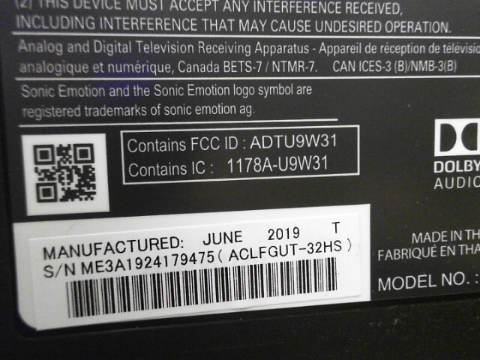 (2) THIS DEVICE MUST ACCEPT ANY INTERFERENCE RECEIVED,
INCLUDING INTERFERENCE THAT MAY CAUSE UNDESIRED OPERATION.
Analog and Digital Television Receiving Apparatus - Appareil de réception de télévision
analogique et numérique, Canada BETS-7 / NTMR-7. CAN ICES-3 (B)/NMB-3(B)
Sonic Emotion and the Sonic Emotion logo symbol are
registered trademarks of sonic emotion ag.
Contains FCC ID : ADTU9W31
Contains IC : 1178A-U9W31
DOLBY
AUDIO
MANUFACTURED: JUNE 2019 T
S/N ME3A1924179475 ( ACLFGUT-32HS )
MADE IN
FABRIQUÉ EN
MODEL NO. :